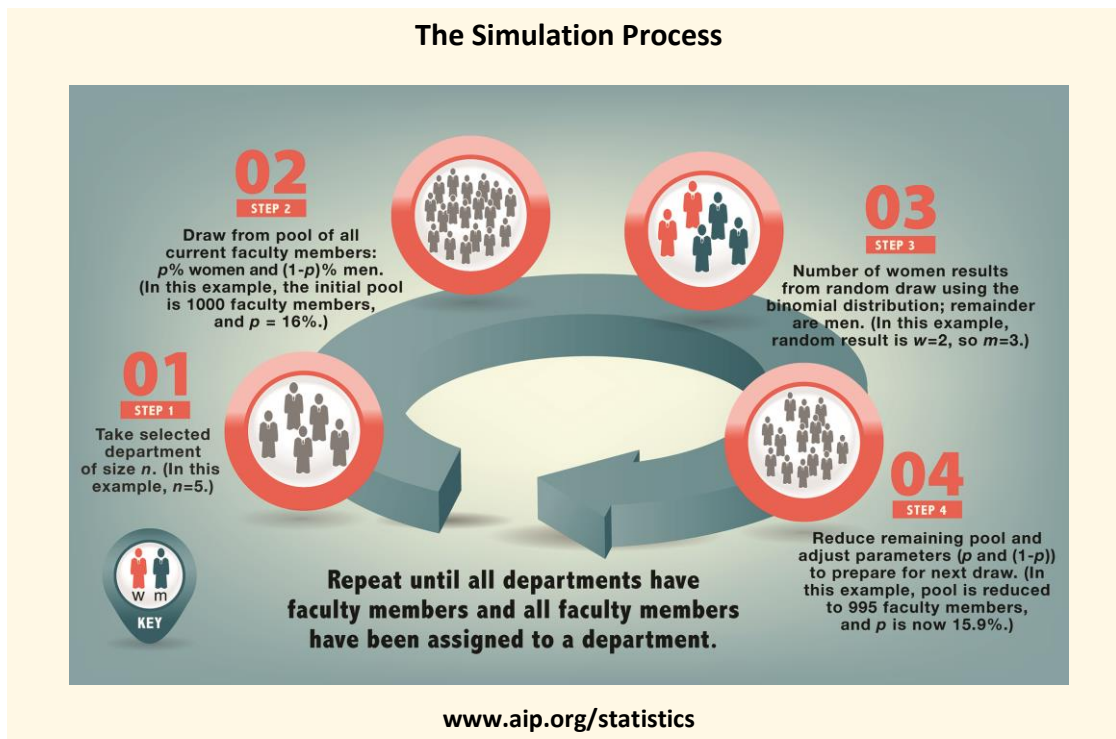 The Simulation Process
01
STEP 1
Take selected
department
of size n. (In this
example, n=5.)
02
STEP 2
Draw from pool of all
current faculty members:
p% women and (1-p)% men.
(In this example, the initial pool
is 1000 faculty members,
and p = 16%.)
03
STEP 3
Number of women results
from random draw using the
binomial distribution; remainder
are men. (In this example,
random result is w=2, so m=3.)
04
STEP 4
Reduce remaining pool and
adjust parameters (p and (1-p))
to prepare for next draw. (In
this example, pool is reduced
to 995 faculty members,
and p is now 15.9%.)
w m
KEY
Repeat until all departments have
faculty members and all faculty members
have been assigned to a department.
www.aip.org/statistics